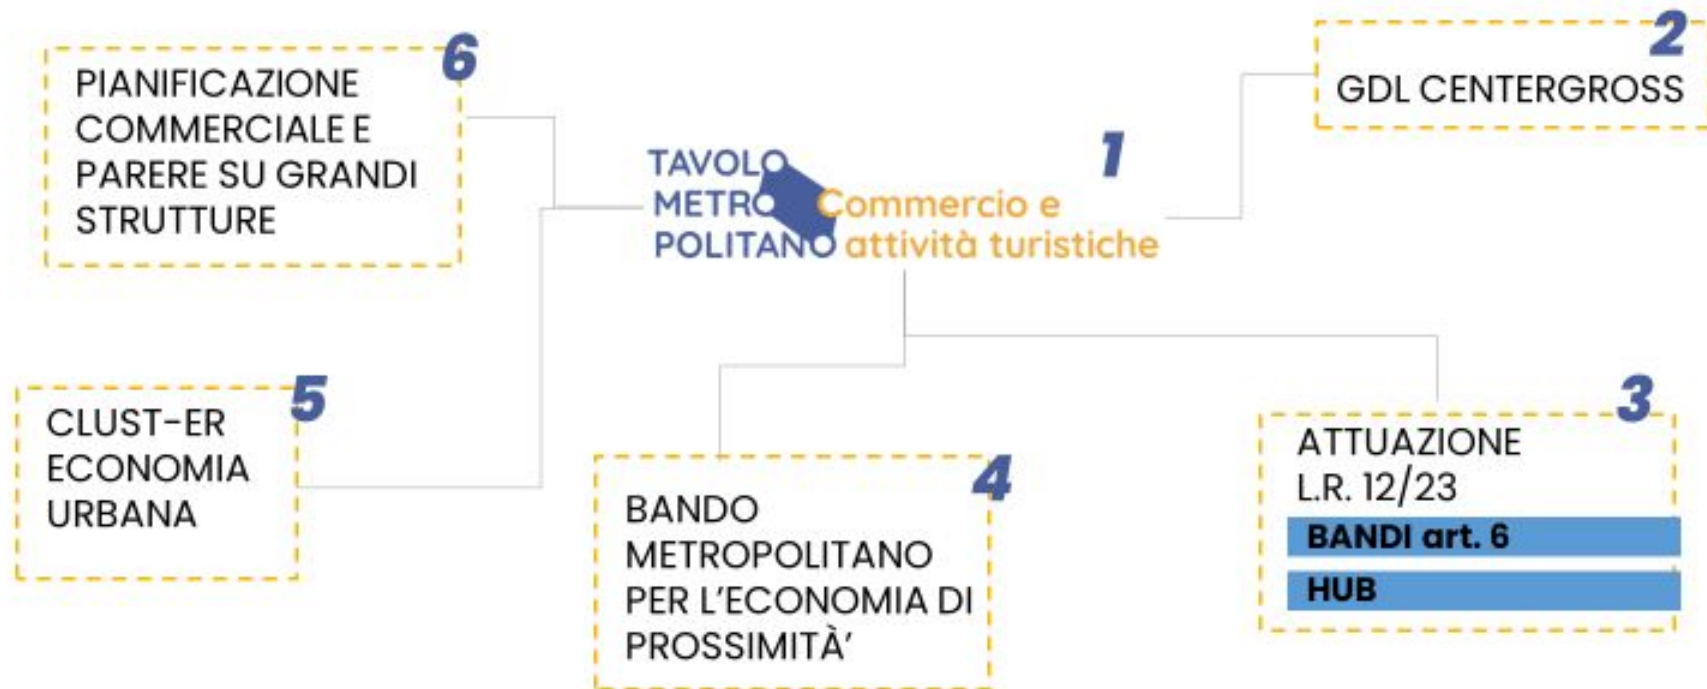 1
TAVOLO
METRO
POLITANO
Commercio e
attività turistiche
2
GDL CENTERGROSS
3
ATTUAZIONE
L.R. 12/23
BANDI art. 6
HUB
4
BANDO
METROPOLITANO
PER L'ECONOMIA DI
PROSSIMITÀ'
5
CLUST-ER
ECONOMIA
URBANA
6
PIANIFICAZIONE
COMMERCIALE E
PARERE SU GRANDI
STRUTTURE